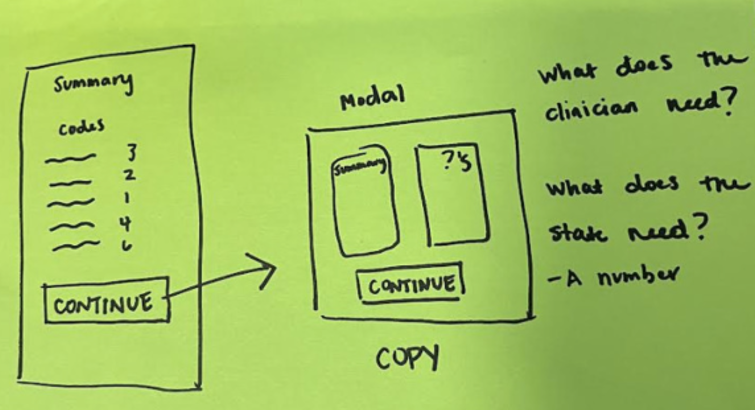 Summary
Codes
3
2
1
4
6
CONTINUE
Modal
Summary
?'s
CONTINUE
COPY
What does the
clinician need?
What does the
state need?
- A number